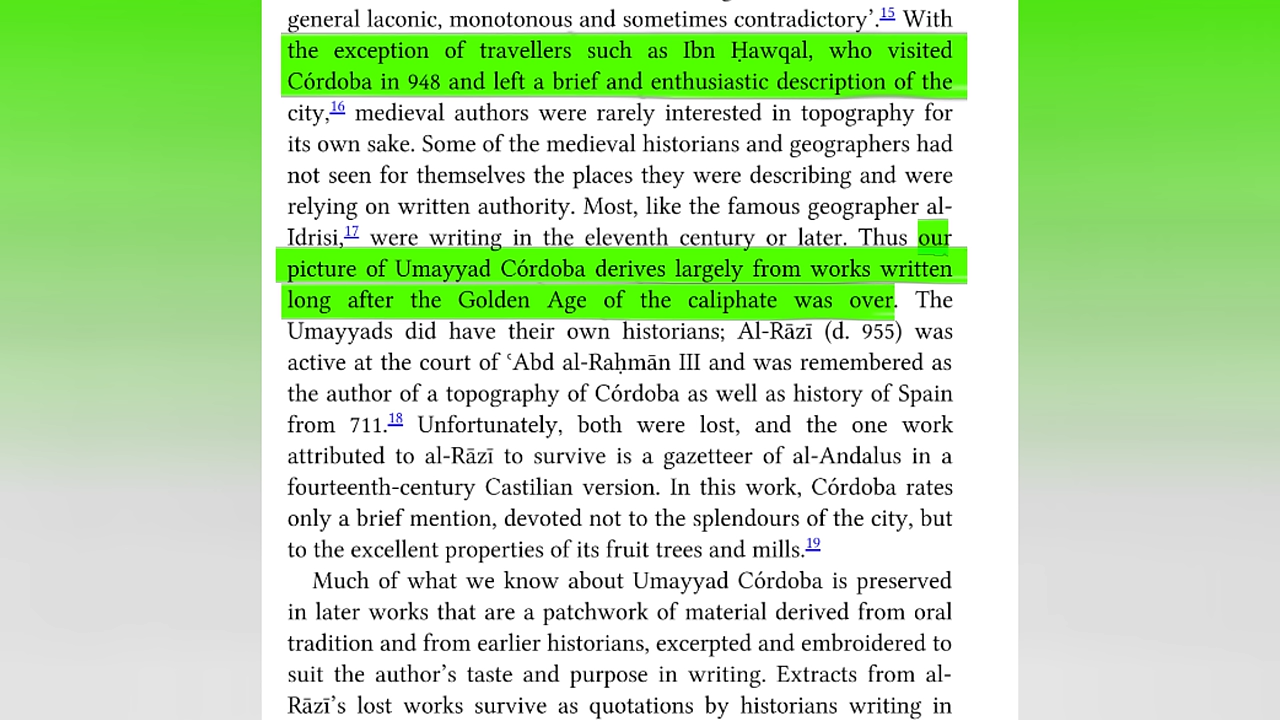 general laconic, monotonous and sometimes contradictory’.15 With
the exception of travellers such as Ibn Ḥawqal, who visited
Córdoba in 948 and left a brief and enthusiastic description of the
city,16 medieval authors were rarely interested in topography for
its own sake. Some of the medieval historians and geographers had
not seen for themselves the places they were describing and were
relying on written authority. Most, like the famous geographer al-
Idrisi,17 were writing in the eleventh century or later. Thus our
picture of Umayyad Córdoba derives largely from works written
long after the Golden Age of the caliphate was over. The
Umayyads did have their own historians; Al-Rāzī (d. 955) was
active at the court of ʿAbd al-Raḥmān III and was remembered as
the author of a topography of Córdoba as well as history of Spain
from 711.18 Unfortunately, both were lost, and the one work
attributed to al-Rāzī to survive is a gazetteer of al-Andalus in a
fourteenth-century Castilian version. In this work, Córdoba rates
only a brief mention, devoted not to the splendours of the city, but
to the excellent properties of its fruit trees and mills.19
Much of what we know about Umayyad Córdoba is preserved
in later works that are a patchwork of material derived from oral
tradition and from earlier historians, excerpted and embroidered to
suit the author’s taste and purpose in writing. Extracts from al-
Rāzī’s lost works survive as quotations by historians writing in